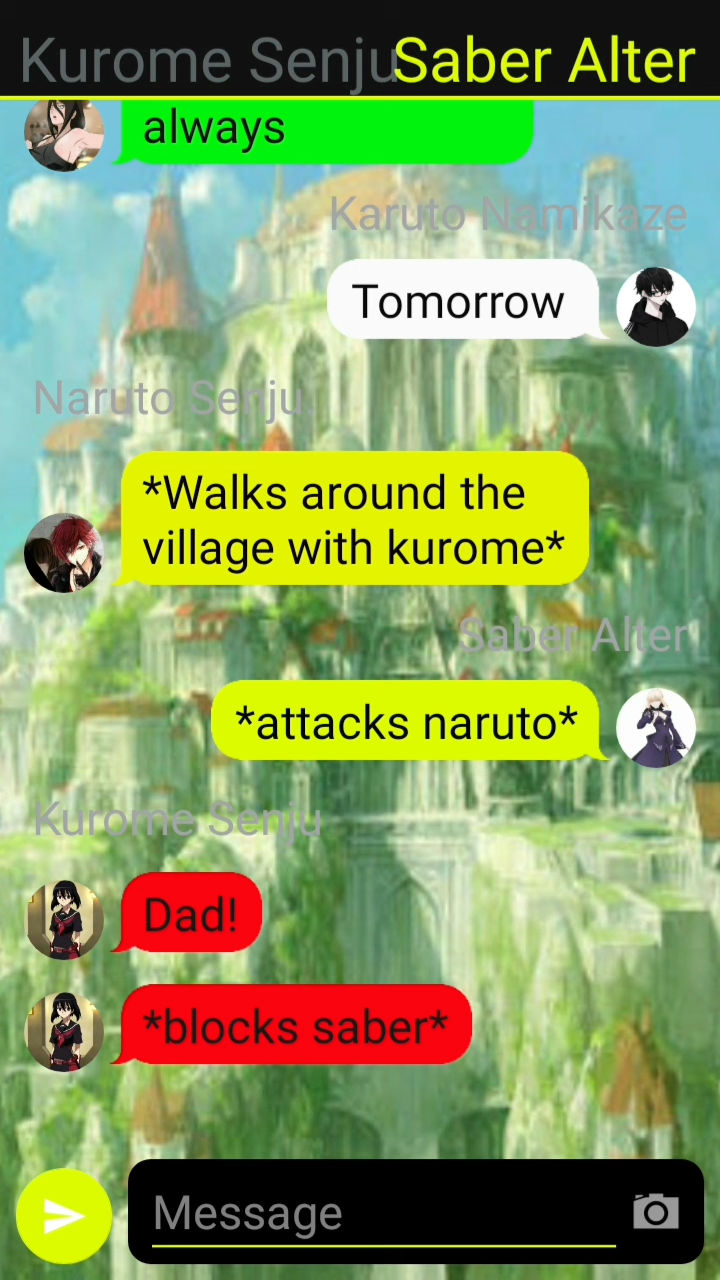 Kurome Senju Saber Alter
always
Karuto Namikaze
Tomorrow
Naruto Senju.
*Walks around the
village with kurome*
Saber Alter
*attacks naruto*
Kurome Senju
Dad!
*blocks saber*
Message